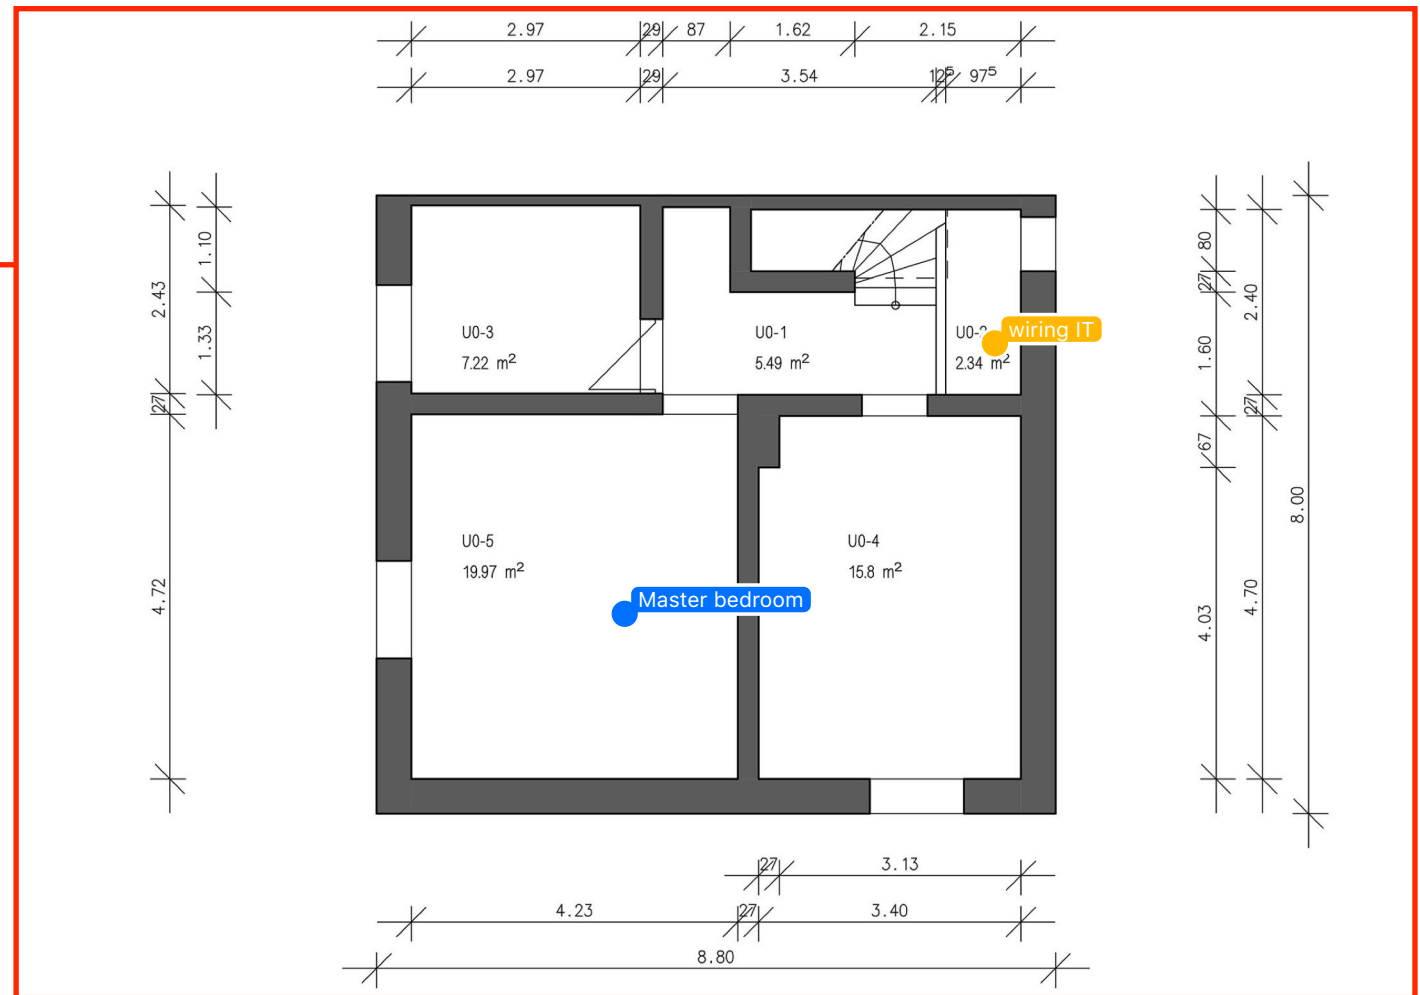 2.97 29 87 1.62 2.15
2.97 29 3.54 12⁵ 97⁵
2.43 27 4.72
1.10 1.33
U0-3
7.22 m²
U0-1
5.49 m²
U0-2
2.34 m²
wiring IT
80 27 1.60 67 4.03
2.40 27 4.70
8.00
U0-5
19.97 m²
Master bedroom
U0-4
15.8 m²
27 3.13
4.23 27 3.40
8.80